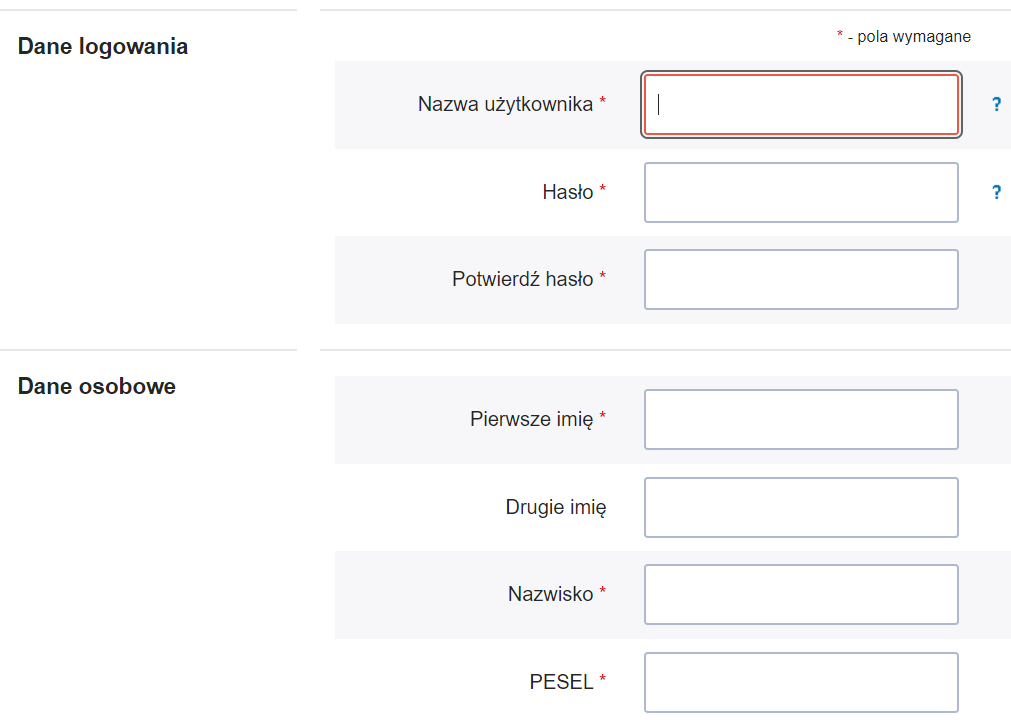 Dane logowania
* - pola wymagane
Nazwa użytkownika *
?
Hasło *
?
Potwierdź hasło *
Dane osobowe
Pierwsze imię *
Drugie imię
Nazwisko *
PESEL *